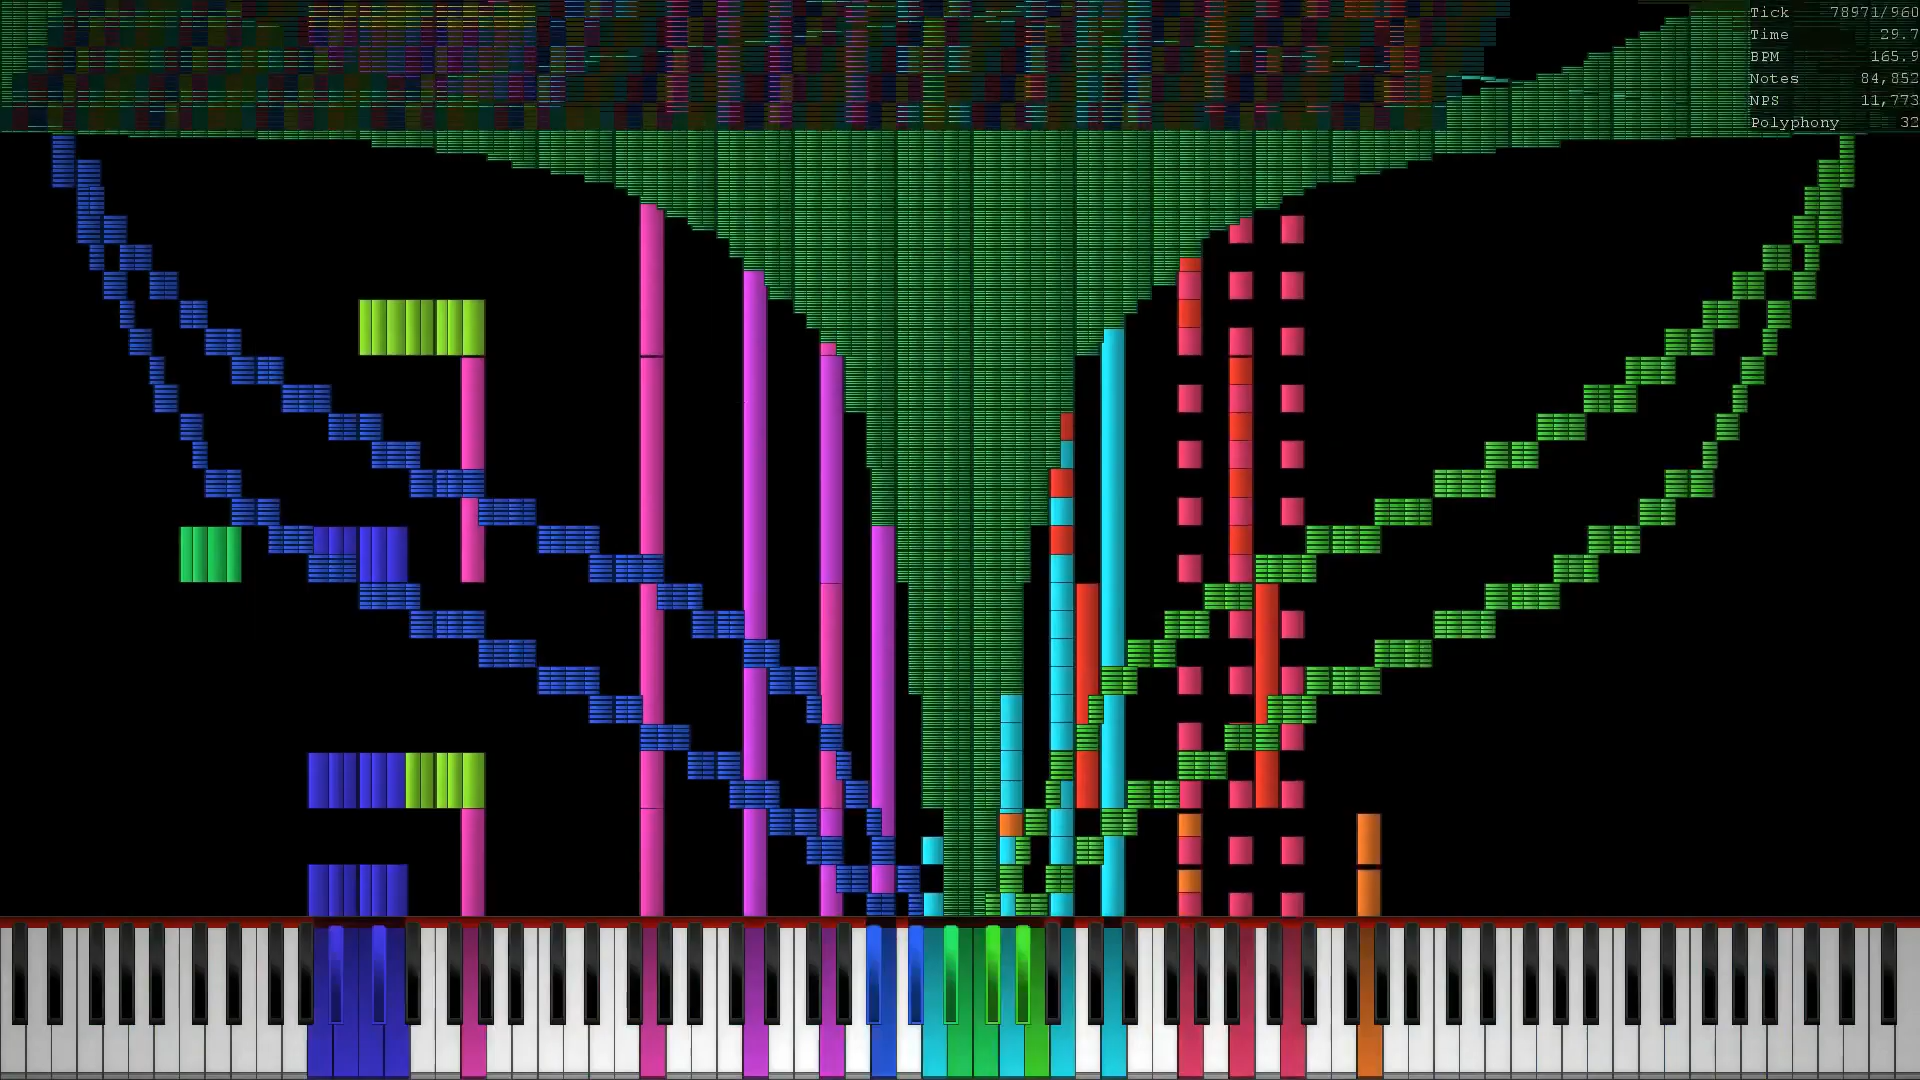 Tick 78971/960
Time 29.7
BPM 165.9
Notes 84,852
NPS 11,773
Polyphony 32